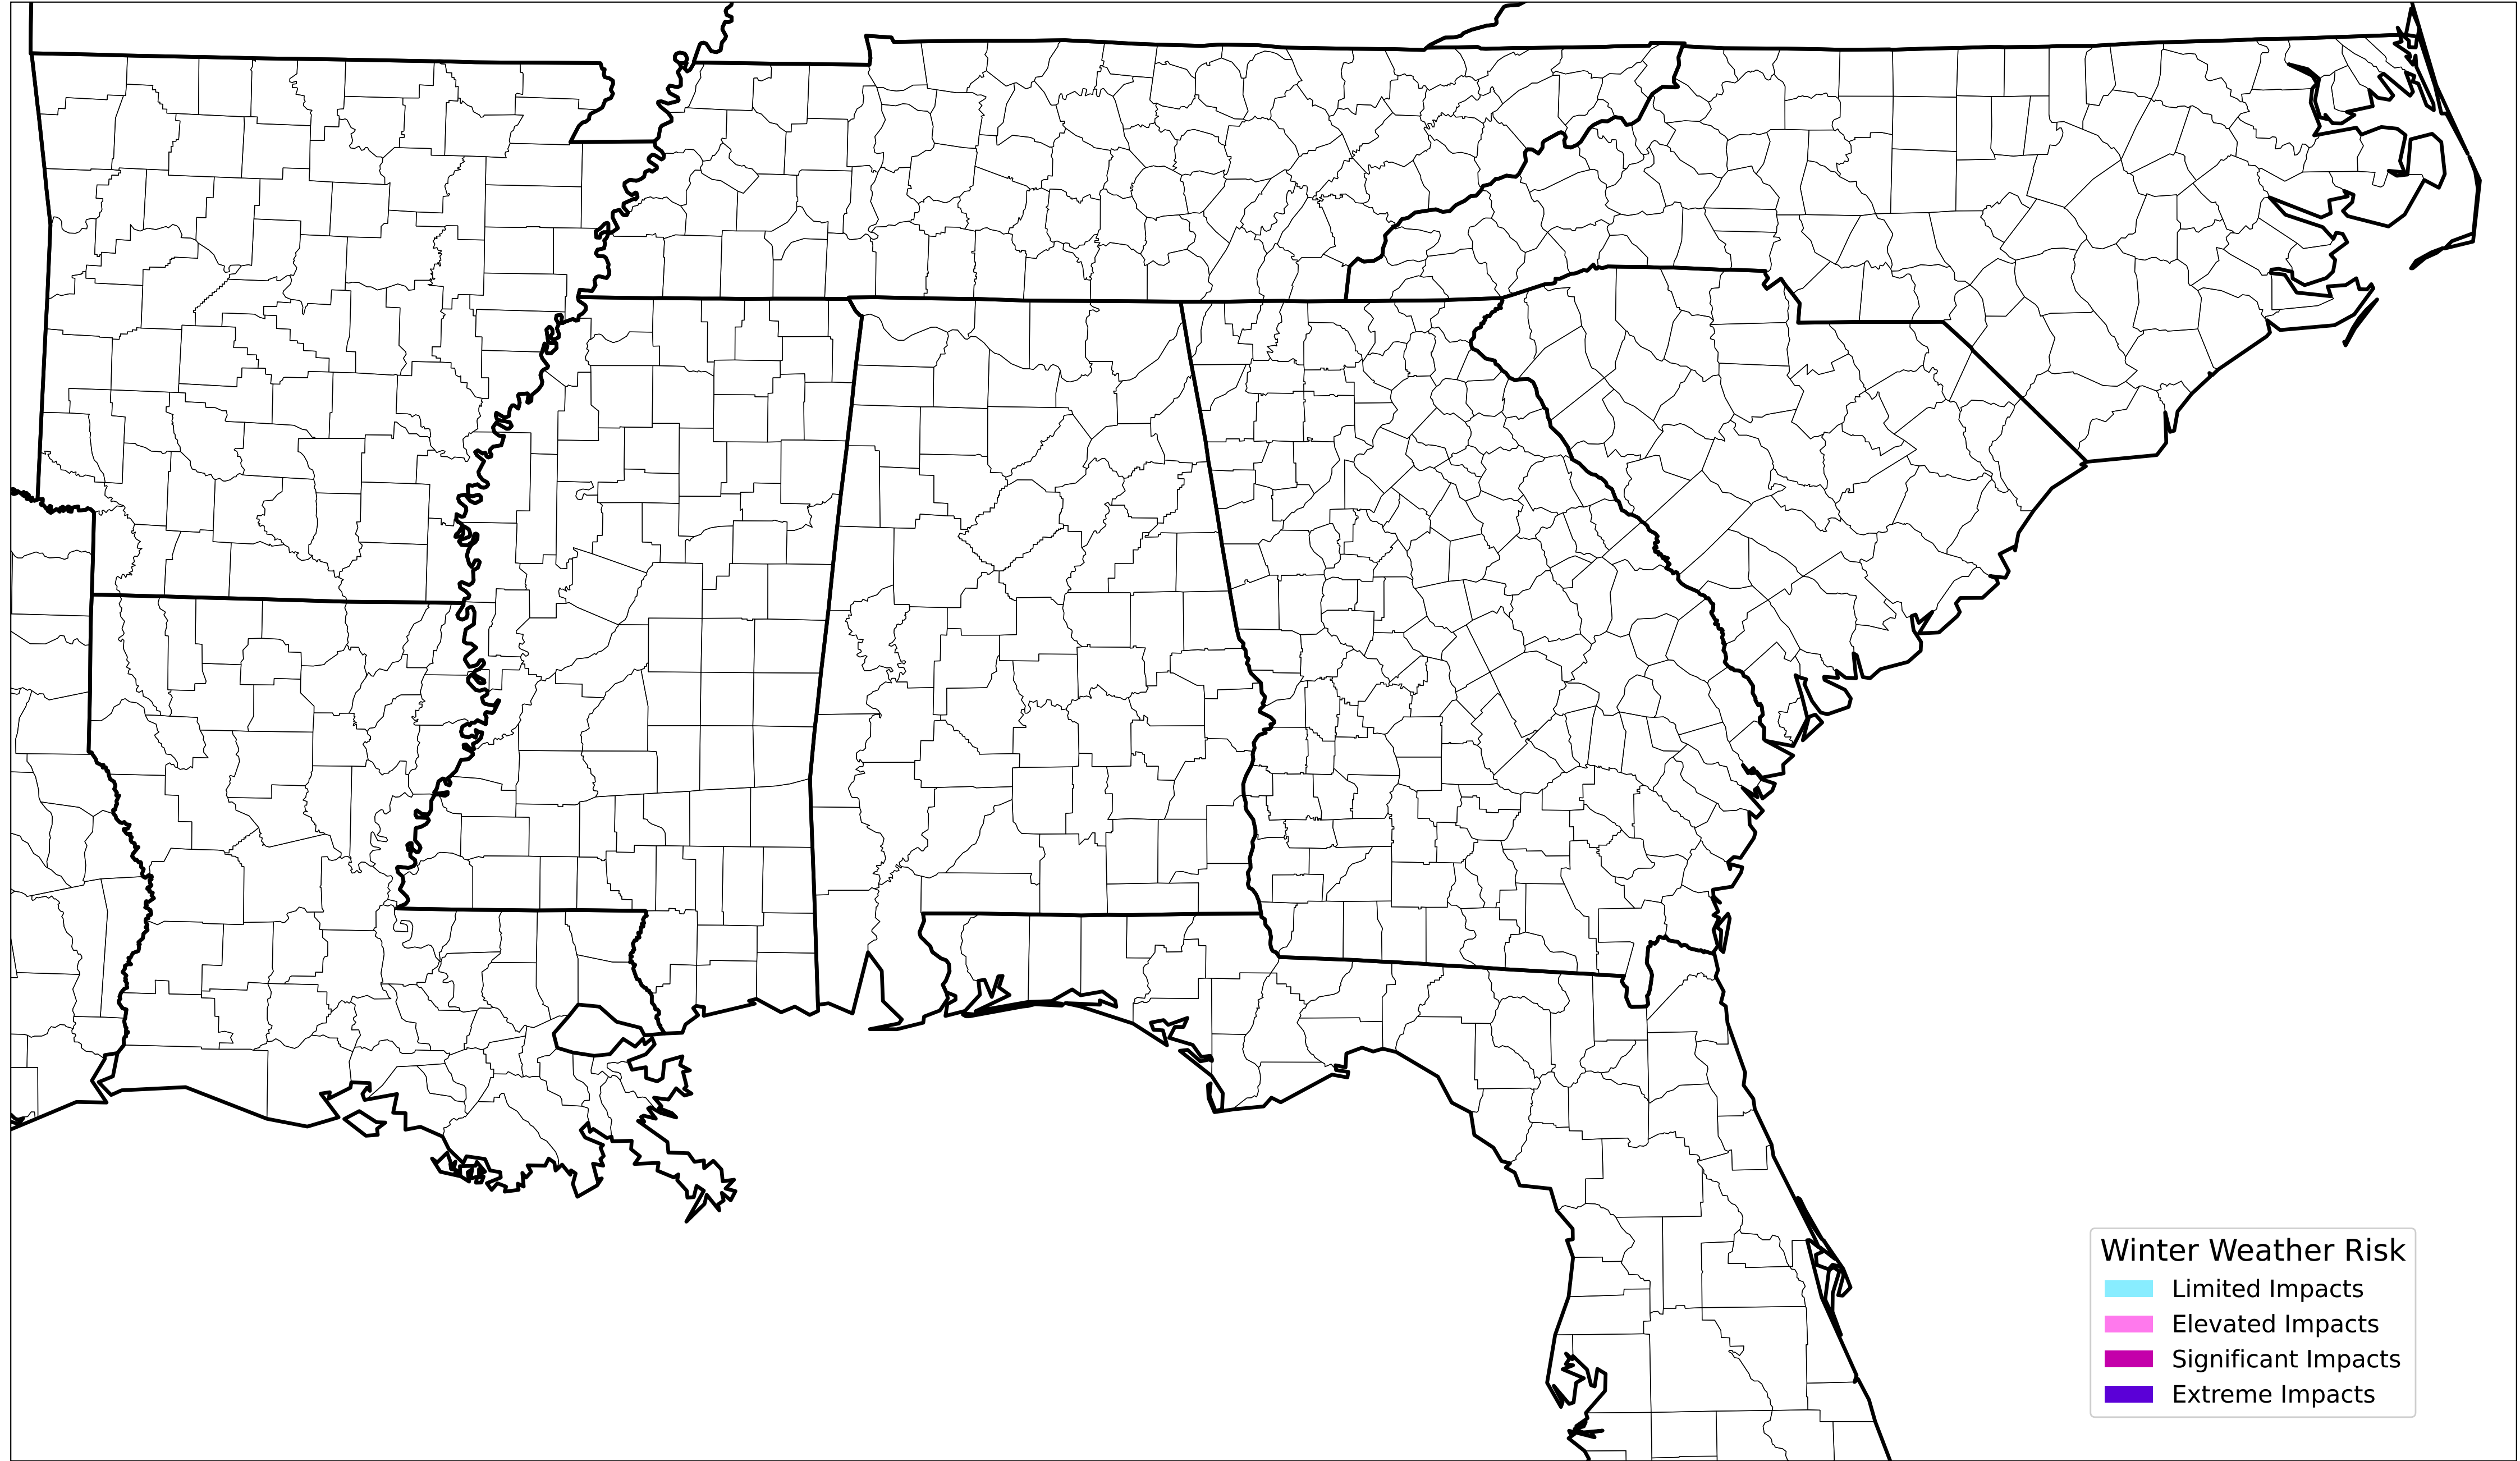 Winter Weather Risk
Limited Impacts
Elevated Impacts
Significant Impacts
Extreme Impacts